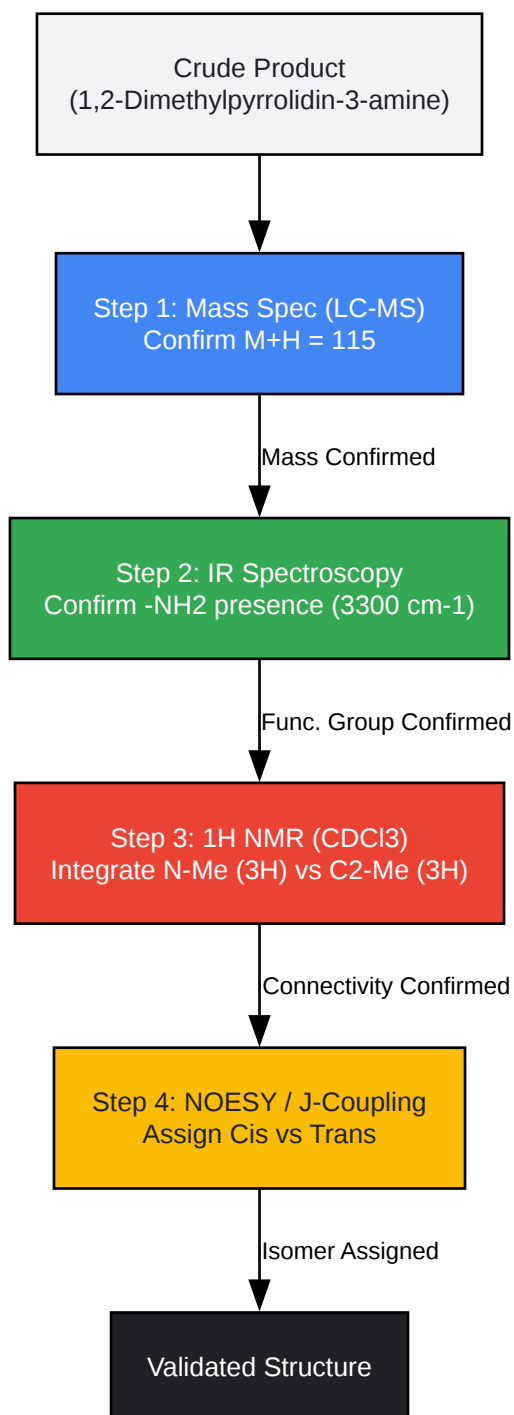 Crude Product
(1,2-Dimethylpyrrolidin-3-amine)
Step 1: Mass Spec (LC-MS)
Confirm M+H = 115
Mass Confirmed
Step 2: IR Spectroscopy
Confirm -NH2 presence (3300 cm-1)
Func. Group Confirmed
Step 3: 1H NMR (CDCl3)
Integrate N-Me (3H) vs C2-Me (3H)
Connectivity Confirmed
Step 4: NOESY / J-Coupling
Assign Cis vs Trans
Isomer Assigned
Validated Structure